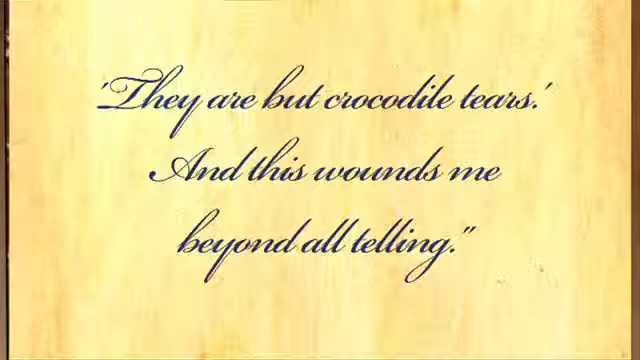 'They are but crocodile tears.'
And this wounds me
beyond all telling."